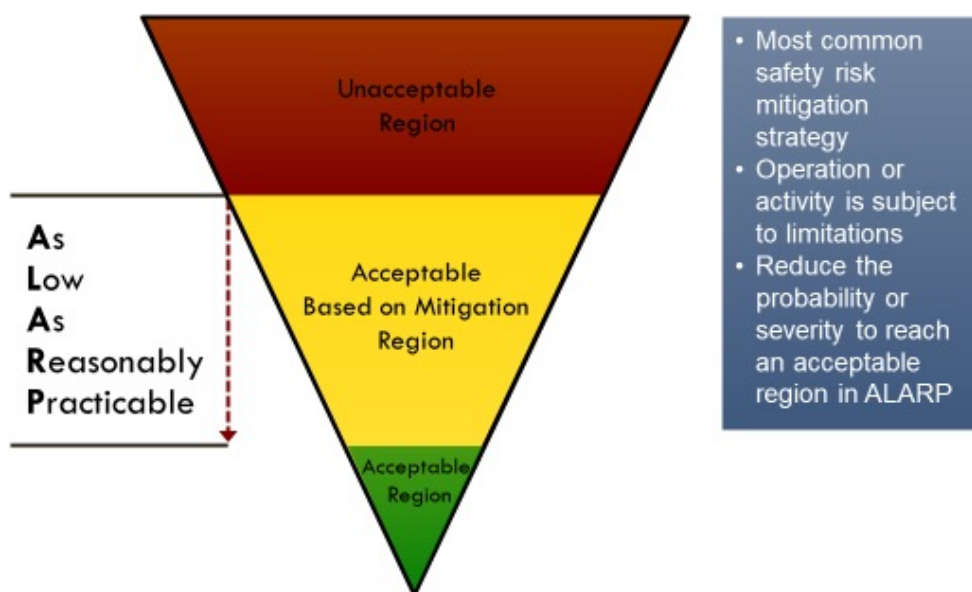 Unacceptable
Region
As
Low
As
Reasonably
Practicable
Acceptable
Based on Mitigation
Region
Acceptable
Region
• Most common
safety risk
mitigation
strategy
• Operation or
activity is subject
to limitations
• Reduce the
probability or
severity to reach
an acceptable
region in ALARP